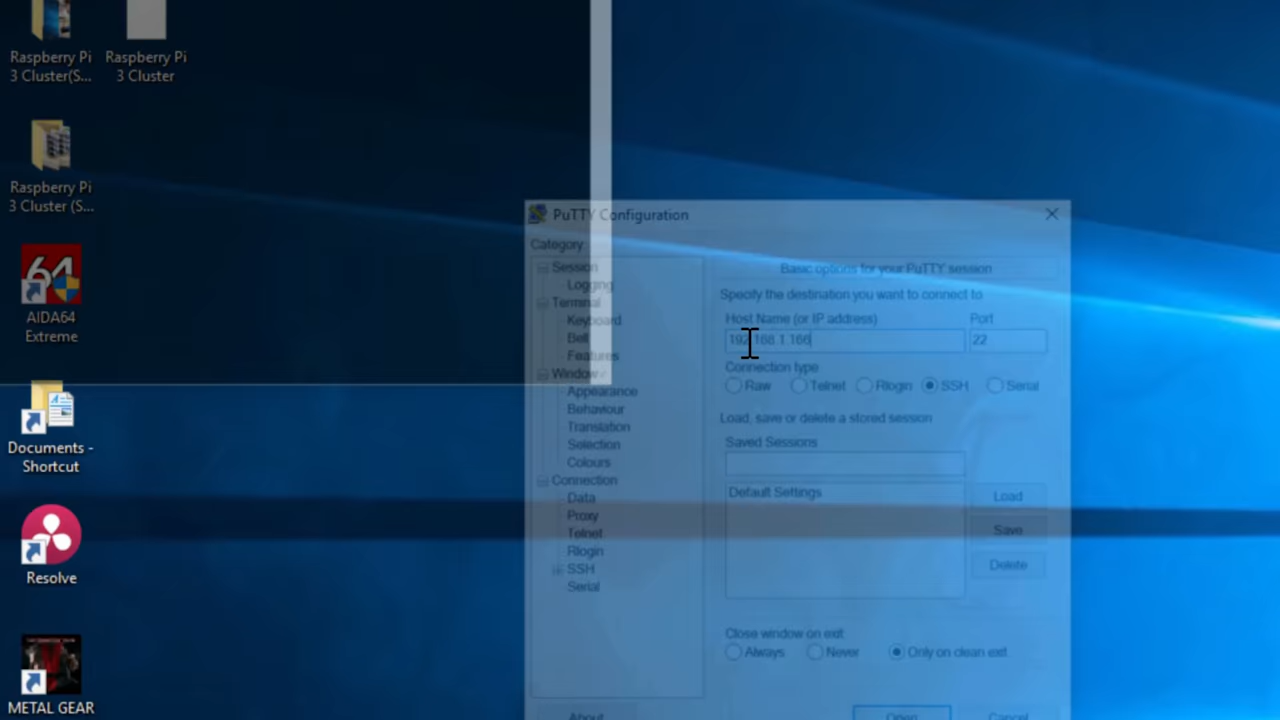 Raspberry Pi
3 Cluster(S...
Raspberry Pi
3 Cluster
Raspberry Pi
3 Cluster (S...
64
AIDA64
Extreme
Documents -
Shortcut
Resolve
METAL GEAR
PuTTY Configuration
Category:
Session
Logging
Terminal
Keyboard
Bell
Features
Window
Appearance
Behaviour
Translation
Selection
Colours
Connection
Data
Proxy
Telnet
Rlogin
SSH
Serial
Basic options for your PuTTY session
Specify the destination you want to connect to
Host Name (or IP address)
Port
192.168.1.166
22
Connection type
Raw
Telnet
Rlogin
SSH
Serial
Load, save or delete a stored session
Saved Sessions
Default Settings
Load
Save
Delete
Close window on exit
Always
Never
Only on clean exit
About
Open
Cancel